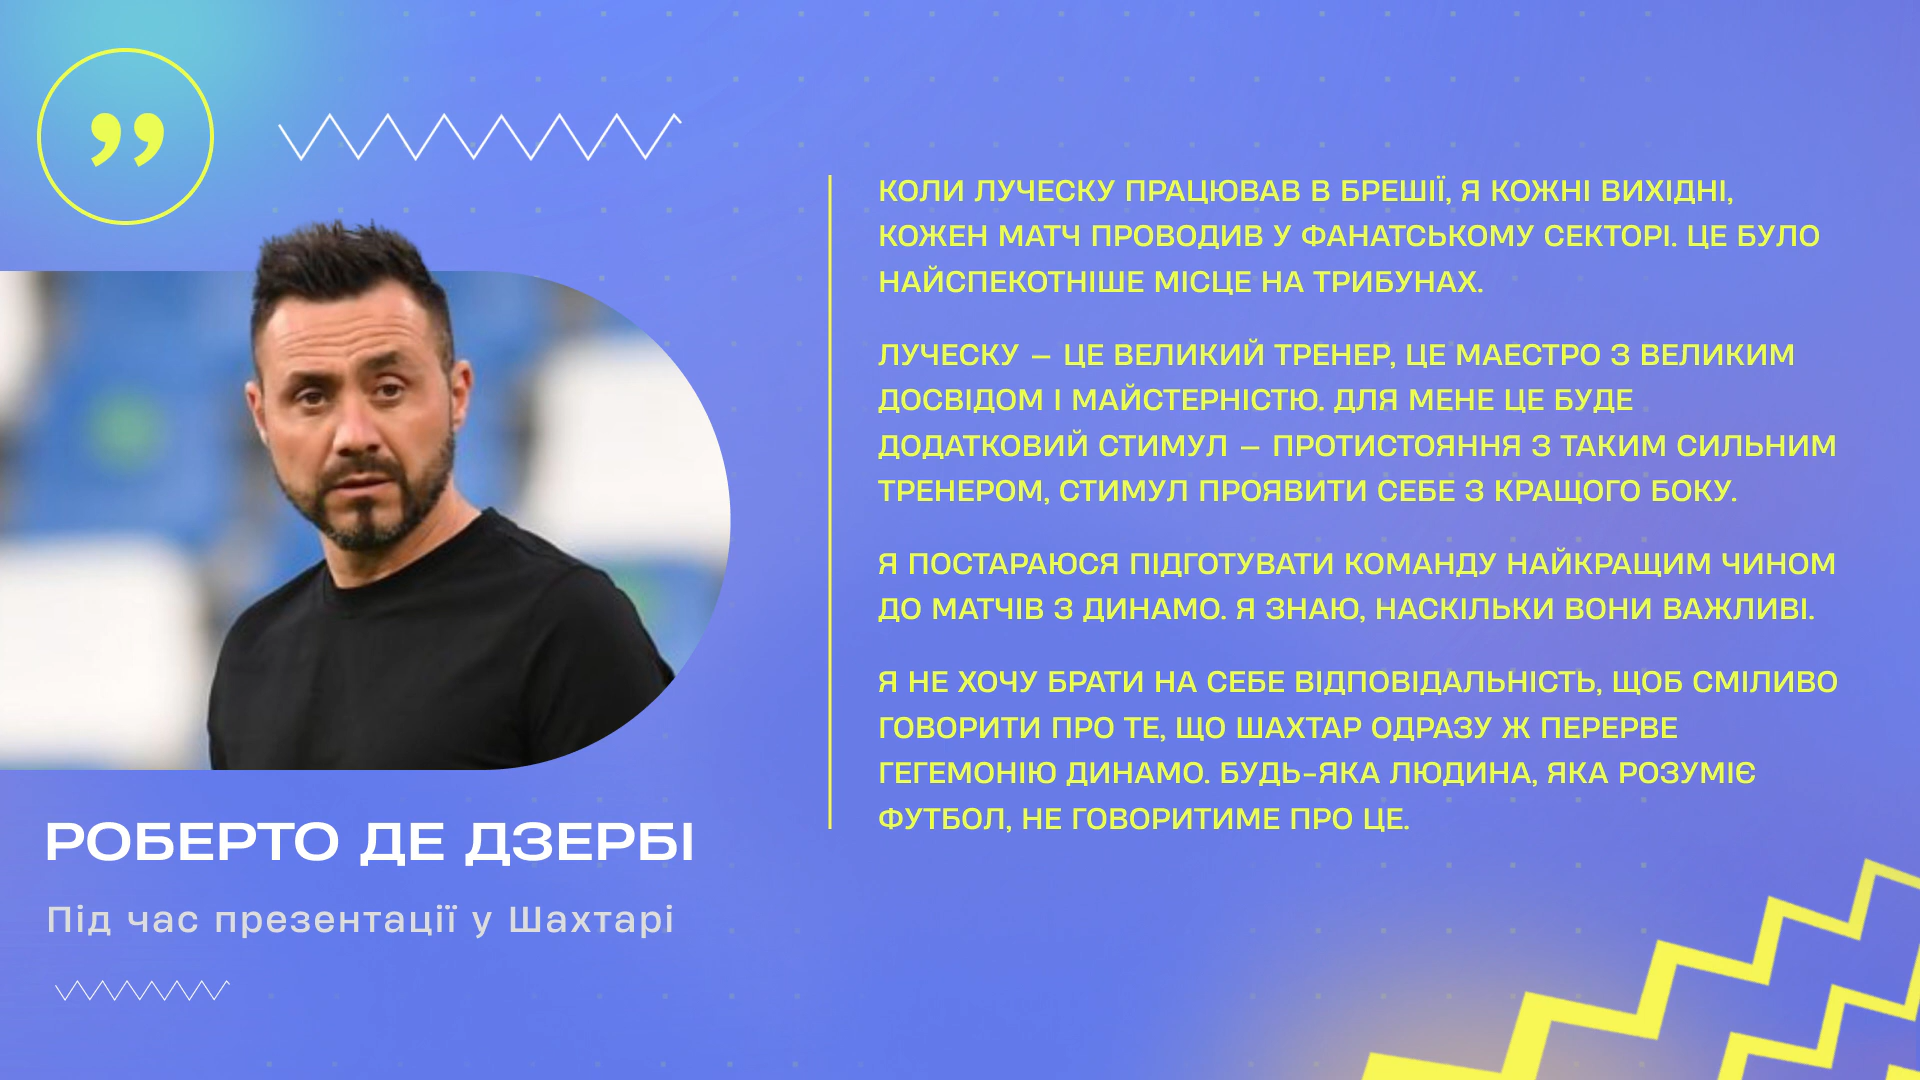 ”
КОЛИ ЛУЧЕСКУ ПРАЦЮВАВ В БРЕШІЇ, Я КОЖНІ ВИХІДНІ,
КОЖЕН МАТЧ ПРОВОДИВ У ФАНАТСЬКОМУ СЕКТОРІ. ЦЕ БУЛО
НАЙСПЕКОТНІШЕ МІСЦЕ НА ТРИБУНАХ.
ЛУЧЕСКУ – ЦЕ ВЕЛИКИЙ ТРЕНЕР, ЦЕ МАЕСТРО З ВЕЛИКИМ
ДОСВІДОМ І МАЙСТЕРНІСТЮ. ДЛЯ МЕНЕ ЦЕ БУДЕ
ДОДАТКОВИЙ СТИМУЛ – ПРОТИСТОЯННЯ З ТАКИМ СИЛЬНИМ
ТРЕНЕРОМ, СТИМУЛ ПРОЯВИТИ СЕБЕ З КРАЩОГО БОКУ.
Я ПОСТАРАЮСЯ ПІДГОТУВАТИ КОМАНДУ НАЙКРАЩИМ ЧИНОМ
ДО МАТЧІВ З ДИНАМО. Я ЗНАЮ, НАСКІЛЬКИ ВОНИ ВАЖЛИВІ.
Я НЕ ХОЧУ БРАТИ НА СЕБЕ ВІДПОВІДАЛЬНІСТЬ, ЩОБ СМІЛИВО
ГОВОРИТИ ПРО ТЕ, ЩО ШАХТАР ОДРАЗУ Ж ПЕРЕРВЕ
ГЕГЕМОНІЮ ДИНАМО. БУДЬ-ЯКА ЛЮДИНА, ЯКА РОЗУМІЄ
ФУТБОЛ, НЕ ГОВОРИТИМЕ ПРО ЦЕ.
РОБЕРТО ДЕ ДЗЕРБІ
Під час презентації у Шахтарі